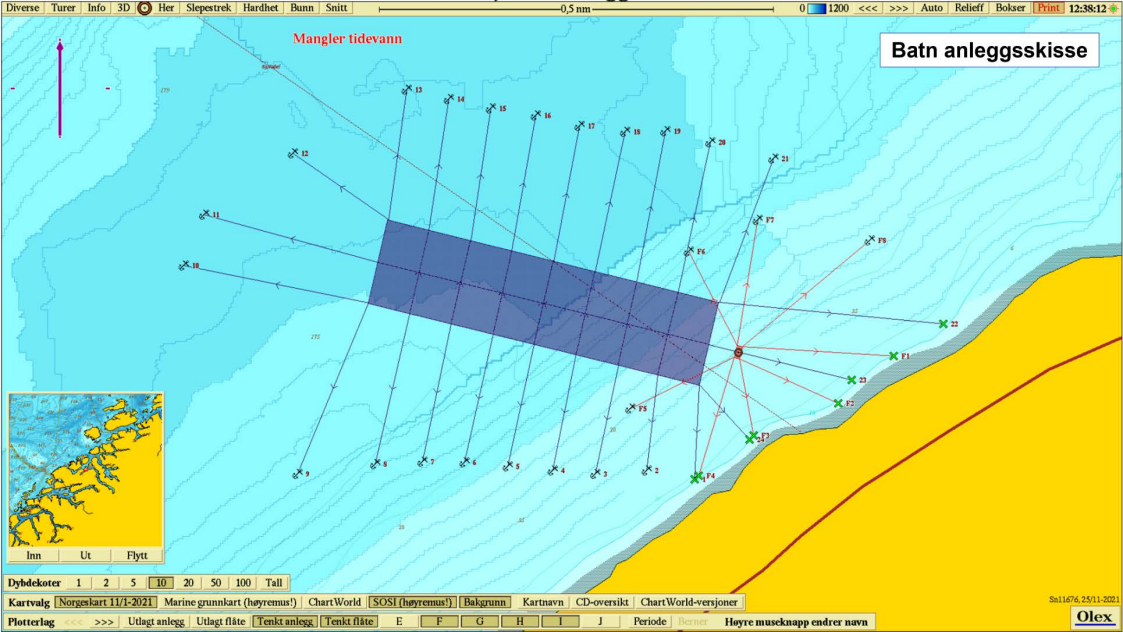 Diverse Turer Info 3D Her Slepestrek Hardhet Bunn Snitt 0,5 nm 0 1200 <<< >>> Auto Relieff Bokser Print 12:38:12
Mangler tidevann
Batn anleggsskisse
13
14
15
16
17
18
19
20
21
12
11
10
F7
F8
F6
22
F1
23
F2
F5
F3
24
F4
1
9
8
7
6
5
4
3
2
Inn Ut Flytt
Dybdekoter 1 2 5 10 20 50 100 Tall
Kartvalg Norgeskart 11/1-2021 Marine grunnkart (høyremus!) ChartWorld SOSI (høyremus!) Bakgrunn Kartnavn CD-oversikt ChartWorld-versjoner
Sn11676, 25/11-2021
Plotterlag <<< >>> Utlagt anlegg Utlagt flåte Tenkt anlegg Tenkt flåte E F G H I J Periode Berner Høyre museknapp endrer navn
Olex